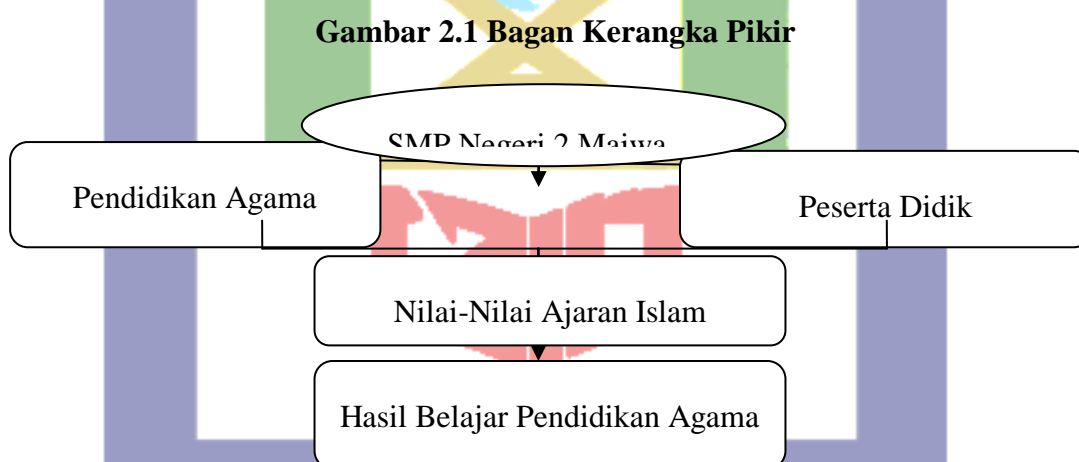 Gambar 2.1 Bagan Kerangka Pikir
SMP Negeri 2 Maiwa
Pendidikan Agama
Peserta Didik
Nilai-Nilai Ajaran Islam
Hasil Belajar Pendidikan Agama